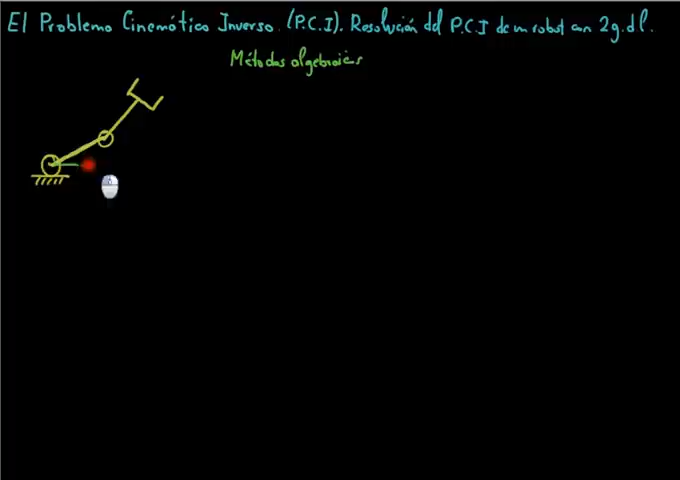 El Problema Cinemático Inverso. (P.C.I). Resolución del P.C.I de un robot con 2g.d l.
Métodos algebraicos